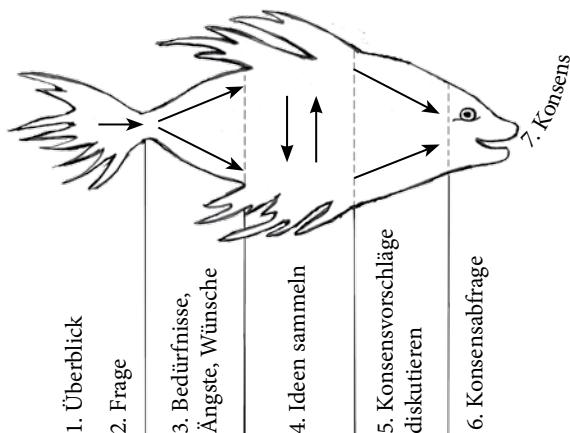 1. Überblick
2. Frage
3. Bedürfnisse,
Ängste, Wünsche
4. Ideen sammeln
5. Konsensvorschläge
diskutieren
6. Konsensabfrage
7. Konsens